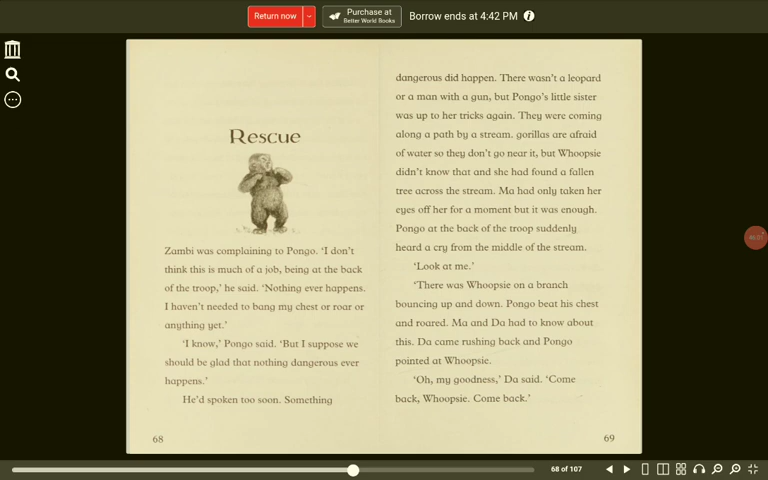 Return now
Purchase at
Better World Books
Borrow ends at 4:42 PM
Rescue
Zambi was complaining to Pongo. ‘I don’t
think this is much of a job, being at the back
of the troop,’ he said. ‘Nothing ever happens.
I haven’t needed to bang my chest or roar or
anything yet.’
‘I know,’ Pongo said. ‘But I suppose we
should be glad that nothing dangerous ever
happens.’
He’d spoken too soon. Something
68
dangerous did happen. There wasn’t a leopard
or a man with a gun, but Pongo’s little sister
was up to her tricks again. They were coming
along a path by a stream. gorillas are afraid
of water so they don’t go near it, but Whoopsie
didn’t know that and she had found a fallen
tree across the stream. Ma had only taken her
eyes off her for a moment but it was enough.
Pongo at the back of the troop suddenly
heard a cry from the middle of the stream.
‘Look at me.’
‘There was Whoopsie on a branch
bouncing up and down. Pongo beat his chest
and roared. Ma and Da had to know about
this. Da came rushing back and Pongo
pointed at Whoopsie.
‘Oh, my goodness,’ Da said. ‘Come
back, Whoopsie. Come back.’
69
68 of 107